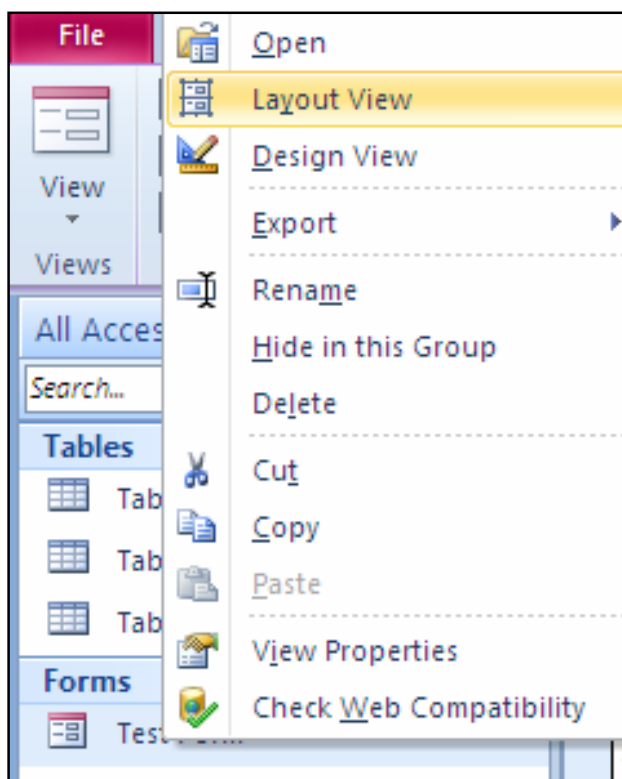 File
View
Views
All Acces
Search...
Tables
Tab
Tab
Tab
Forms
Open
Layout View
Design View
Export
Rename
Hide in this Group
Delete
Cut
Copy
Paste
View Properties
Check Web Compatibility